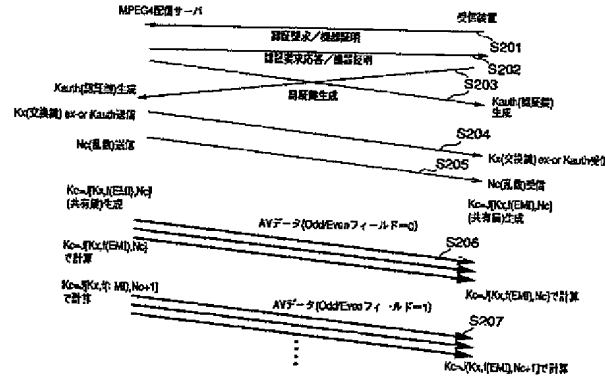 MPEG4配信サーバ
受信装置
認証要求/機器証明
S201
認証要求応答/機器証明
S202
S203
Kauth(認証鍵)生成
認証鍵生成
Kauth(認証鍵)
生成
Kx(交換鍵) ex-or Kauth送信
S204
Kx(交換鍵) ex-or Kauth受信
Nc(乱数)送信
S205
Nc(乱数)受信
Kc=J[Kx,f(EMI),Nc]
(共有鍵)生成
Kc=J[Kx,f(EMI),Nc]
(共有鍵)生成
AVデータ(Odd/Evenフィールド=0)
S206
Kc=J[Kx,f(EMI),Nc]
で計算
Kc=J[Kx,f(EMI),Nc]で計算
Kc=J[Kx,f(EMI),Nc+1]
で計算
AVデータ(Odd/Evenフィールド=1)
S207
Kc=J[Kx,f(EMI),Nc+1]で計算